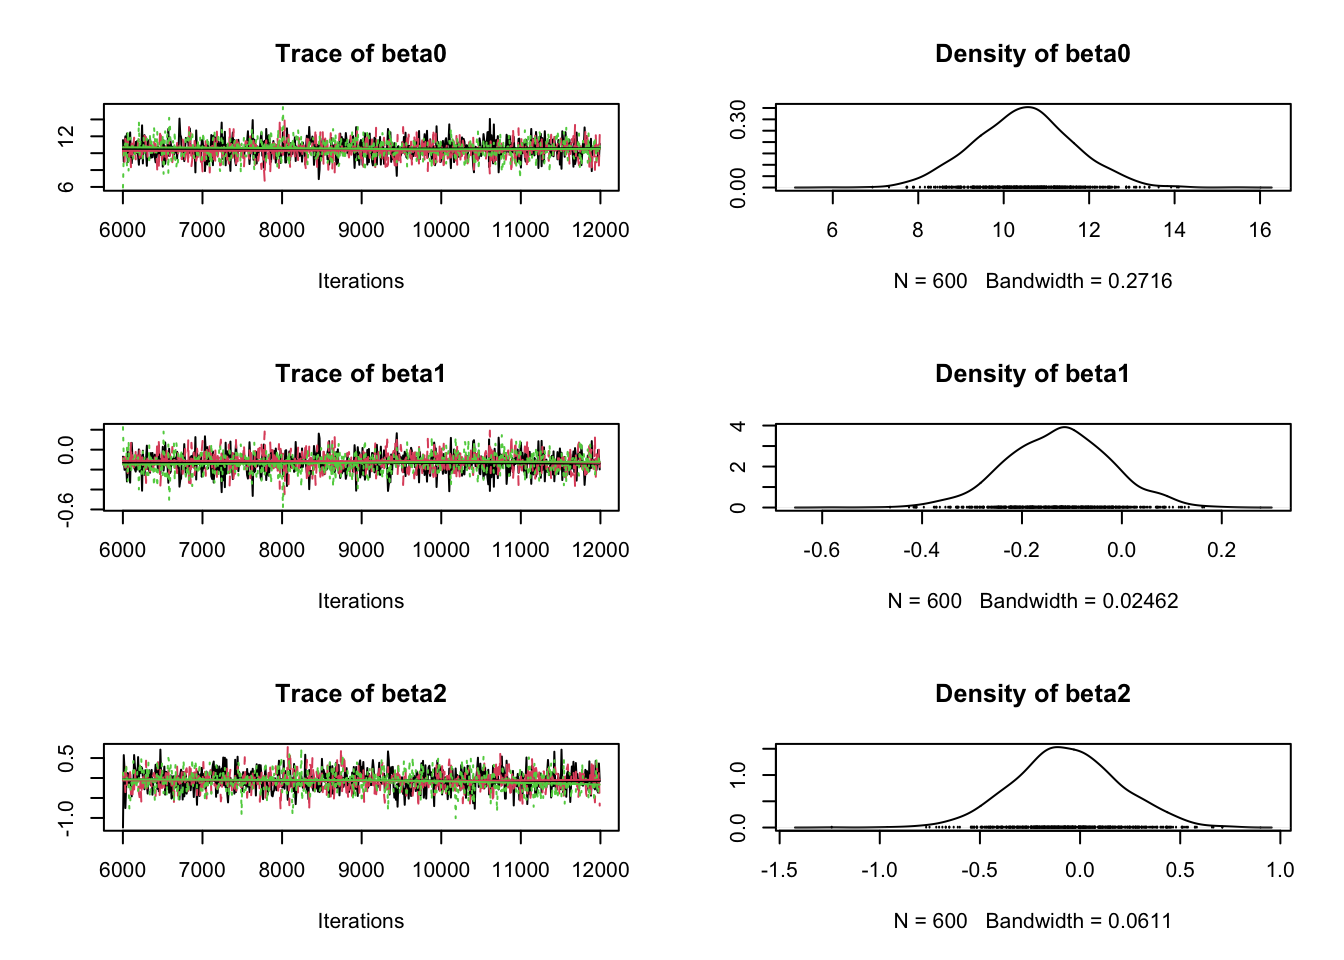 Trace of beta0
12
6
6000 7000 8000 9000 10000 11000 12000
Iterations
Density of beta0
0.30
0.00
6 8 10 12 14 16
N = 600 Bandwidth = 0.2716
Trace of beta1
0.0
-0.6
6000 7000 8000 9000 10000 11000 12000
Iterations
Density of beta1
4
2
0
-0.6 -0.4 -0.2 0.0 0.2
N = 600 Bandwidth = 0.02462
Trace of beta2
0.5
-1.0
6000 7000 8000 9000 10000 11000 12000
Iterations
Density of beta2
1.0
0.0
-1.5 -1.0 -0.5 0.0 0.5 1.0
N = 600 Bandwidth = 0.0611